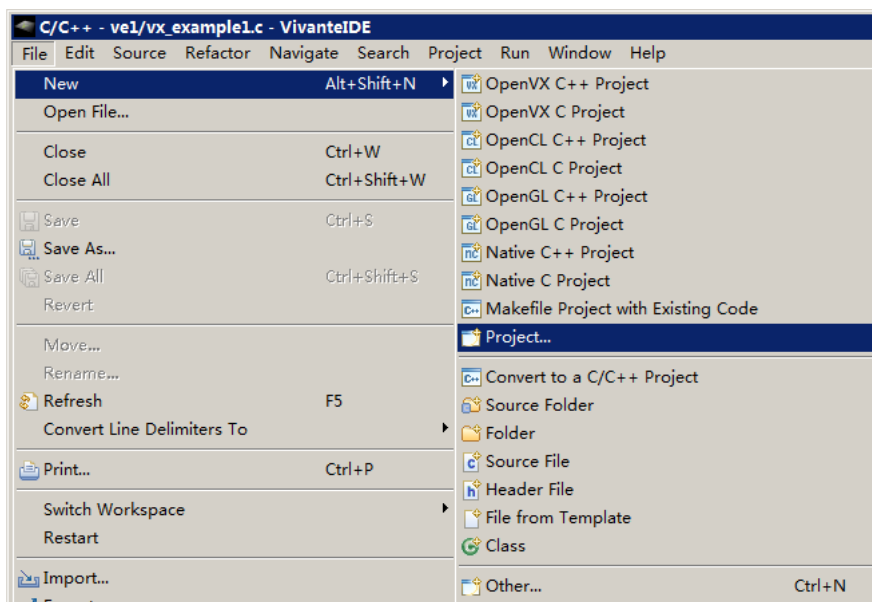 C/C++ - ve1/vx_example1.c - VivanteIDE
File Edit Source Refactor Navigate Search Project Run Window Help
New Alt+Shift+N
Open File...
Close Ctrl+W
Close All Ctrl+Shift+W
Save Ctrl+S
Save As...
Save All Ctrl+Shift+S
Revert
Move...
Rename...
Refresh F5
Convert Line Delimiters To
Print... Ctrl+P
Switch Workspace
Restart
Import...
OpenVX C++ Project
OpenVX C Project
OpenCL C++ Project
OpenCL C Project
OpenGL C++ Project
OpenGL C Project
Native C++ Project
Native C Project
Makefile Project with Existing Code
Project...
Convert to a C/C++ Project
Source Folder
Folder
Source File
Header File
File from Template
Class
Other... Ctrl+N